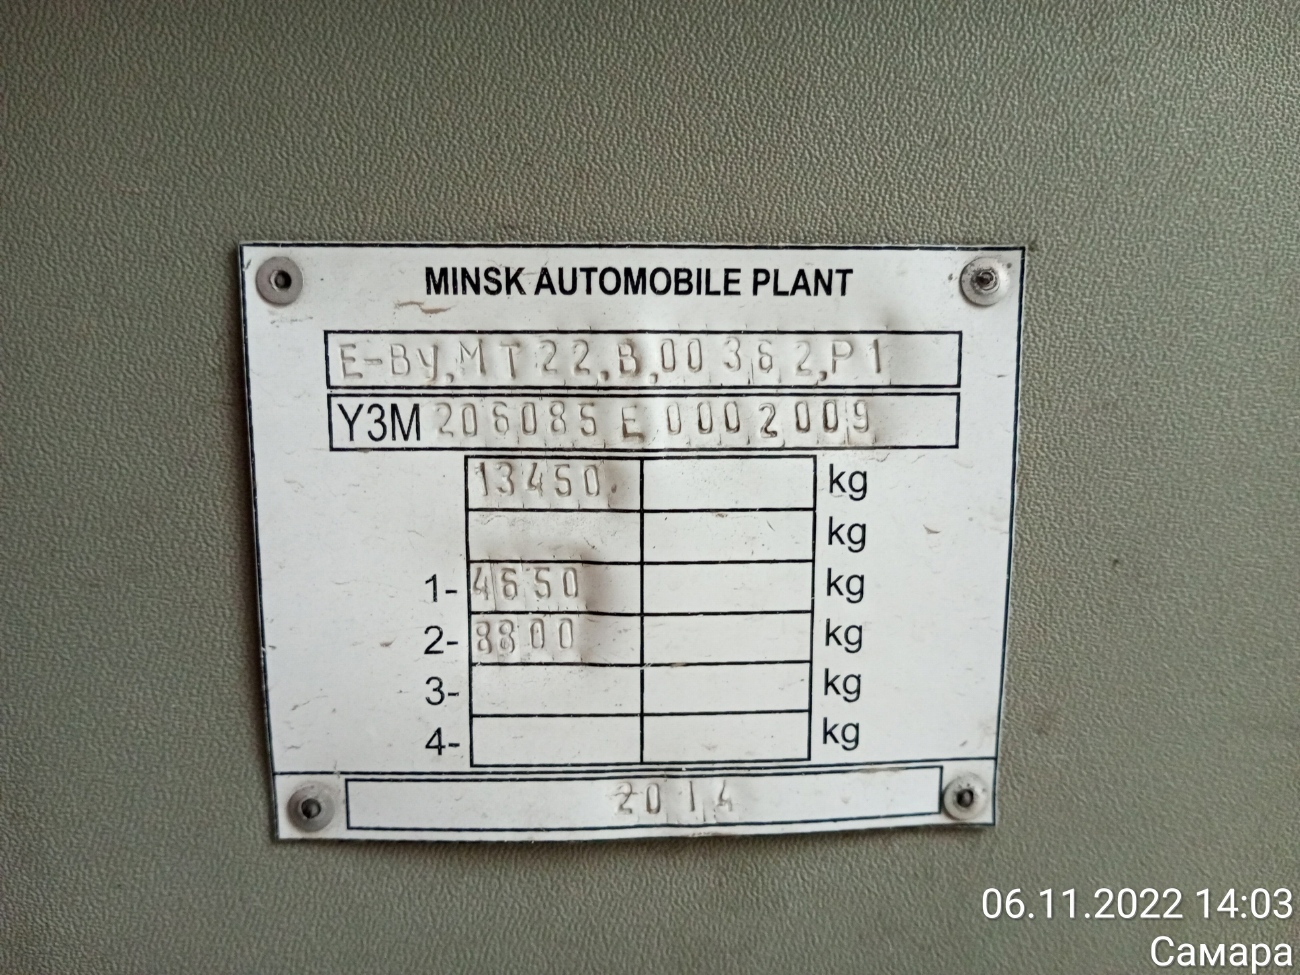 MINSK AUTOMOBILE PLANT
E-BY.MT22.B.00362.P1
Y3M206085E0002009
13450. kg
kg
1- 4650 kg
2- 8800 kg
3- kg
4- kg
2014
06.11.2022 14:03
Самара